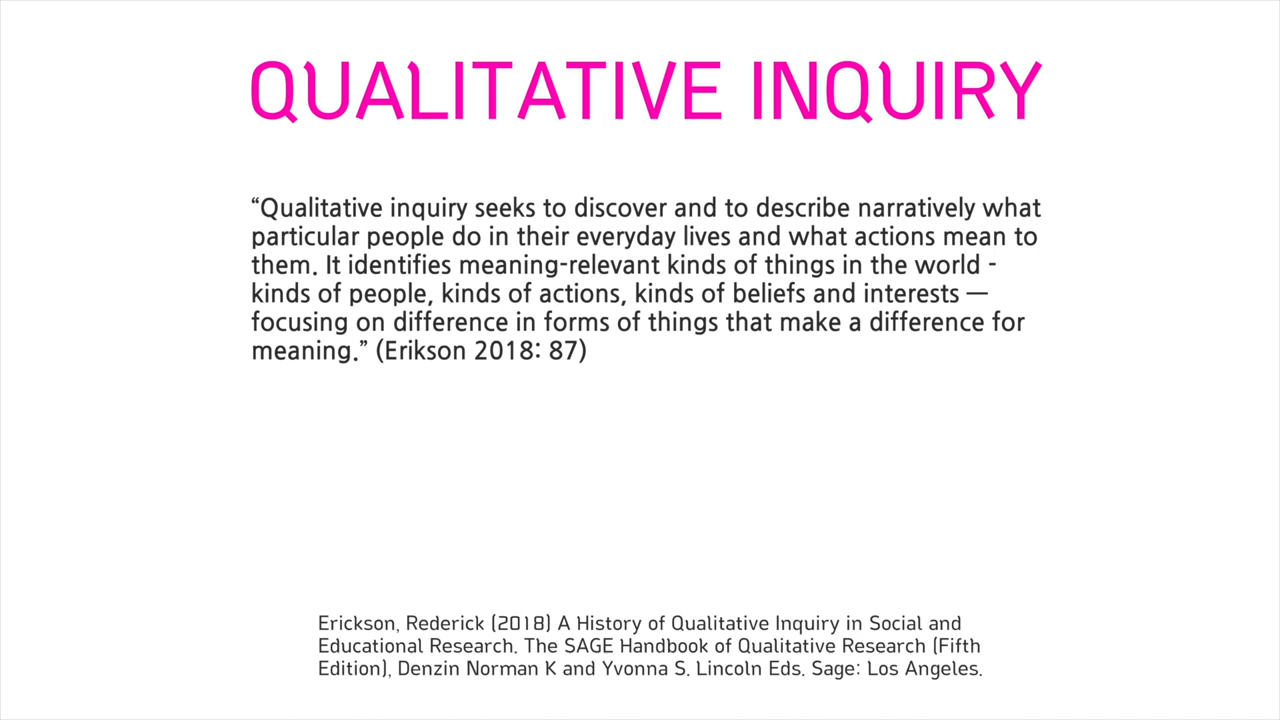 QUALITATIVE INQUIRY
“Qualitative inquiry seeks to discover and to describe narratively what
particular people do in their everyday lives and what actions mean to
them. It identifies meaning-relevant kinds of things in the world -
kinds of people, kinds of actions, kinds of beliefs and interests —
focusing on difference in forms of things that make a difference for
meaning.” (Erikson 2018: 87)
Erickson, Rederick (2018) A History of Qualitative Inquiry in Social and
Educational Research. The SAGE Handbook of Qualitative Research (Fifth
Edition), Denzin Norman K and Yvonna S. Lincoln Eds. Sage: Los Angeles.